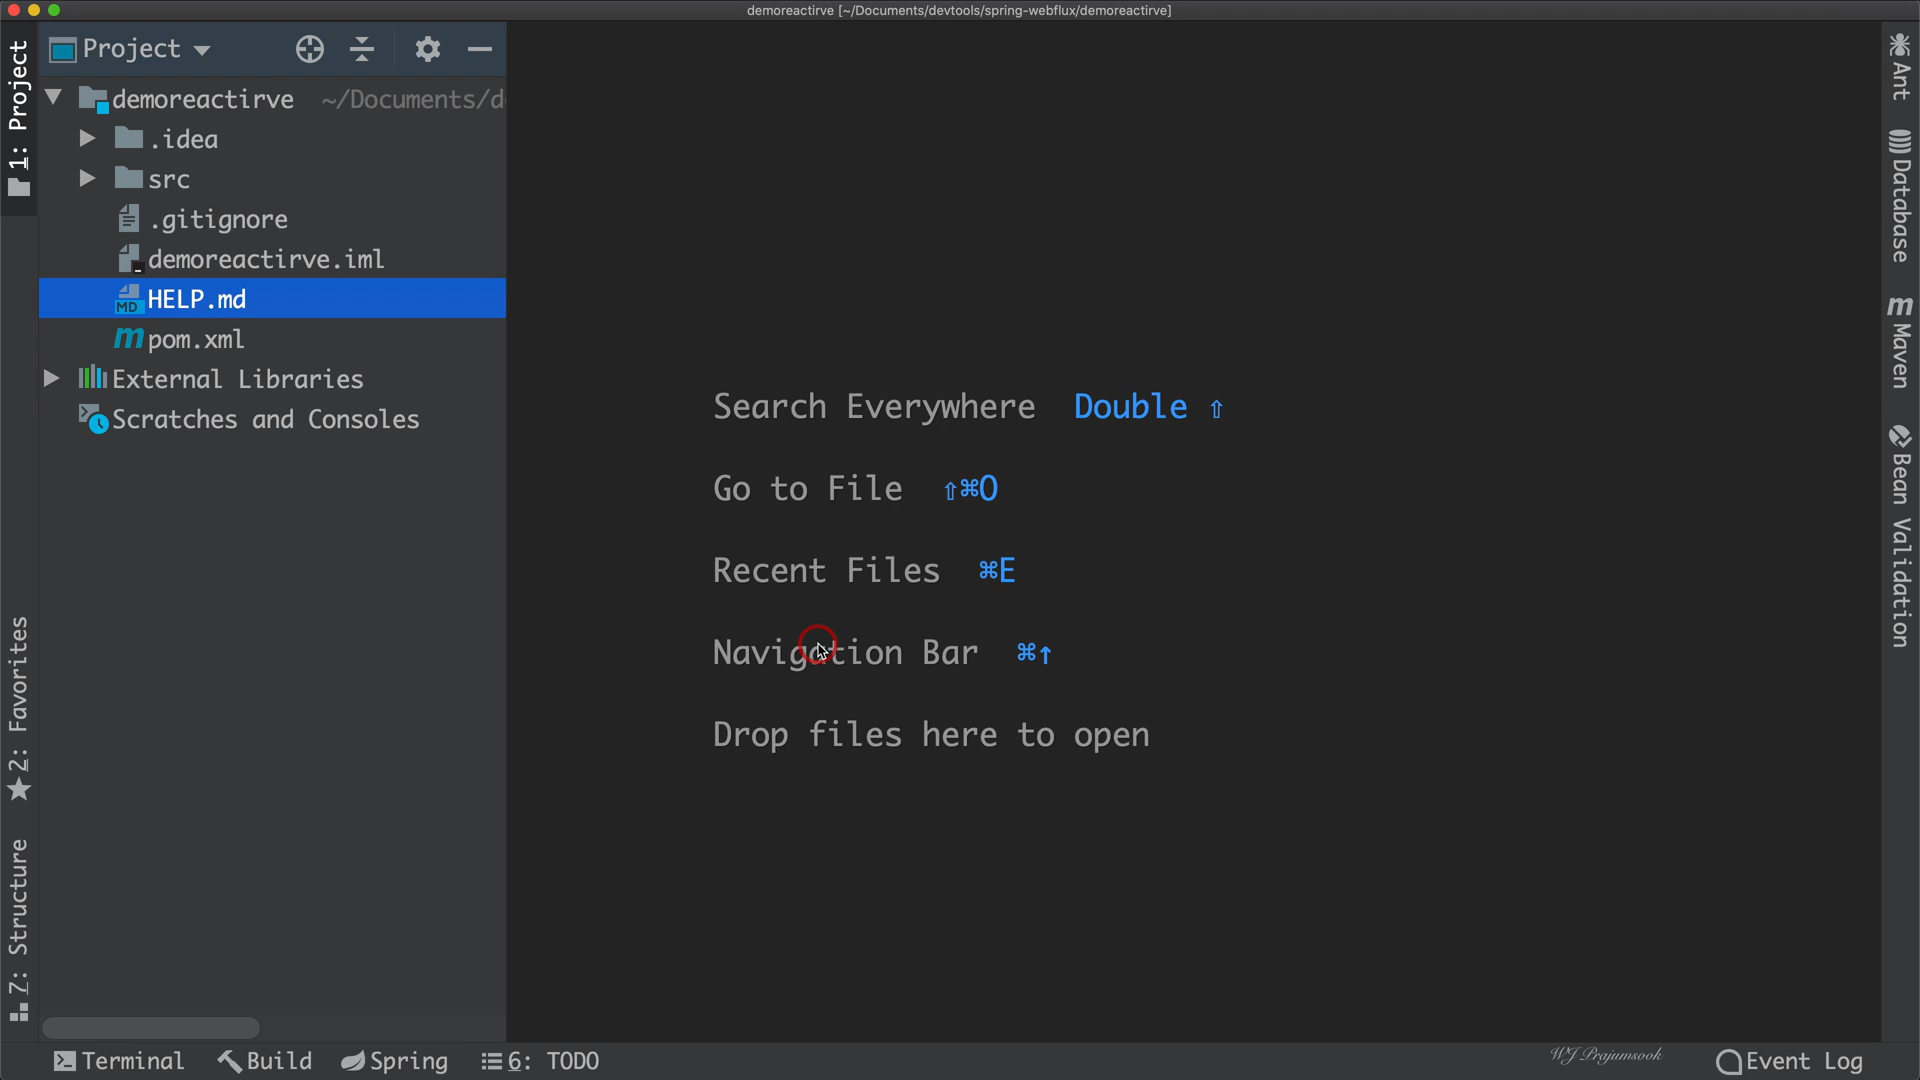 demoreactirve [~/Documents/devtools/spring-webflux/demoreactirve]
1: Project
Project
demoreactirve ~/Documents/d
.idea
src
.gitignore
demoreactirve.iml
MD HELP.md
m pom.xml
External Libraries
Scratches and Consoles
2: Favorites
7: Structure
Search Everywhere Double ⇧
Go to File ⇧⌘O
Recent Files ⌘E
Navigation Bar ⌘↑
Drop files here to open
Ant
Database
m Maven
Bean Validation
Terminal
Build
Spring
6: TODO
WJ Prajumsook
Event Log